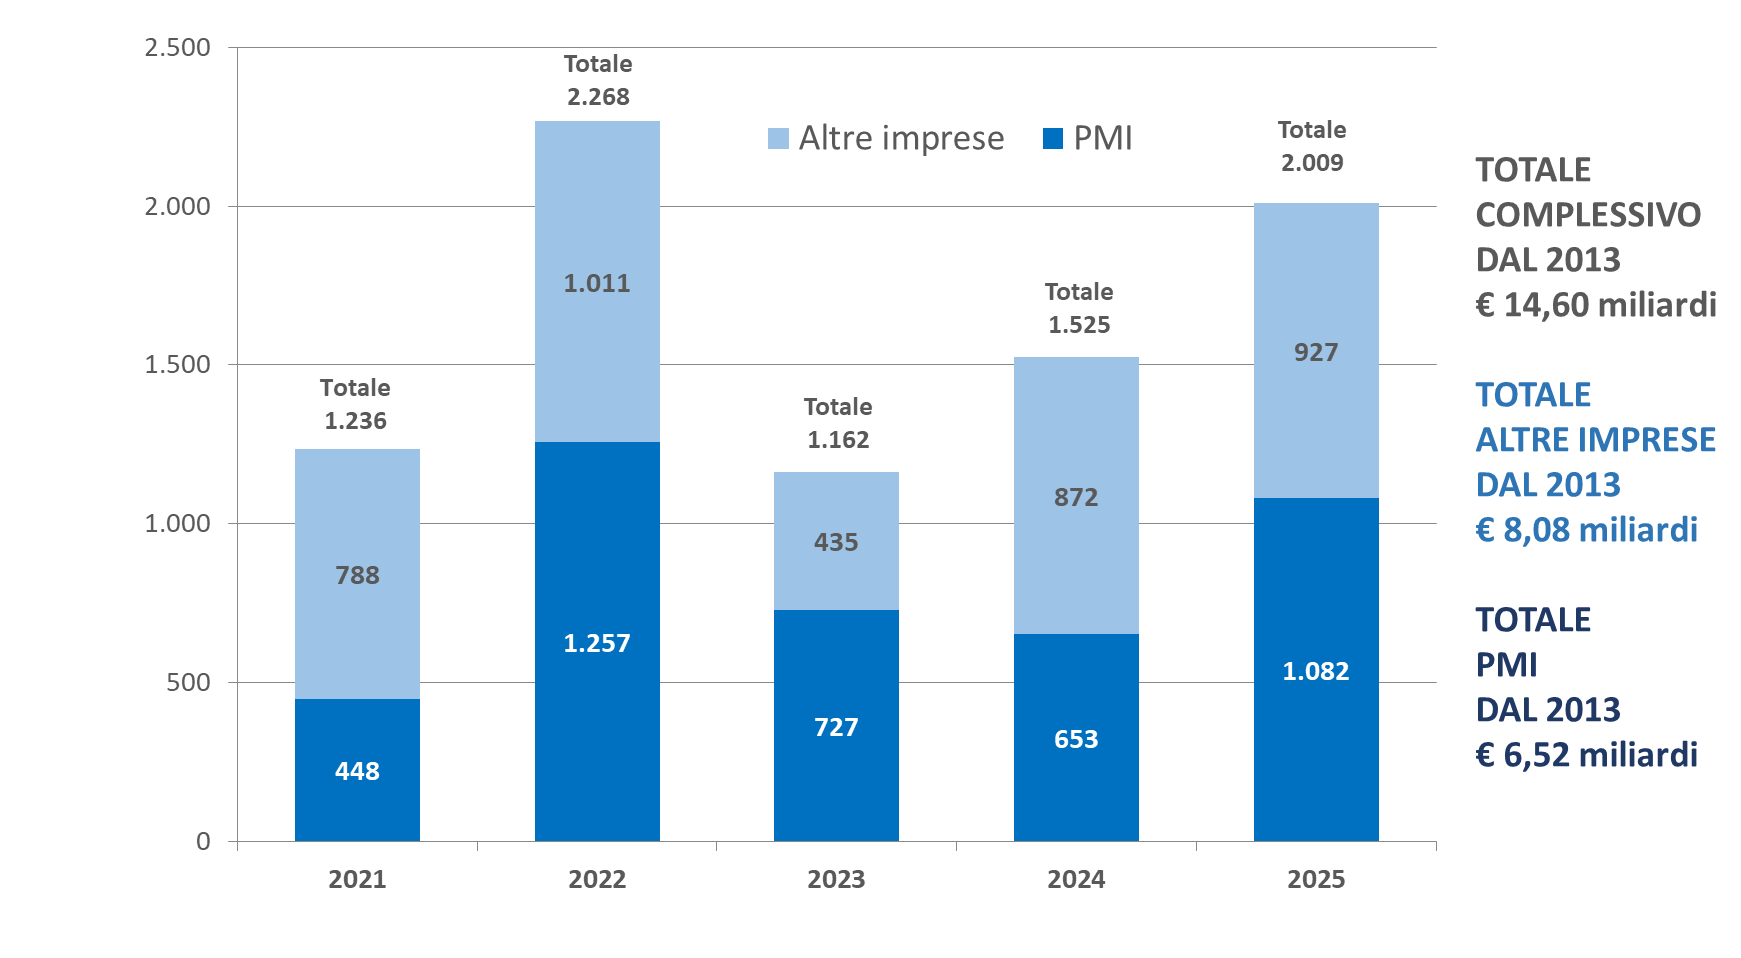 2.500
2.000
1.500
1.000
500
0
Totale
1.236
788
448
2021
Totale
2.268
1.011
1.257
2022
Totale
1.162
435
727
2023
Totale
1.525
872
653
2024
Totale
2.009
927
1.082
2025
Altre imprese
PMI
TOTALE
COMPLESSIVO
DAL 2013
€ 14,60 miliardi
TOTALE
ALTRE IMPRESE
DAL 2013
€ 8,08 miliardi
TOTALE
PMI
DAL 2013
€ 6,52 miliardi